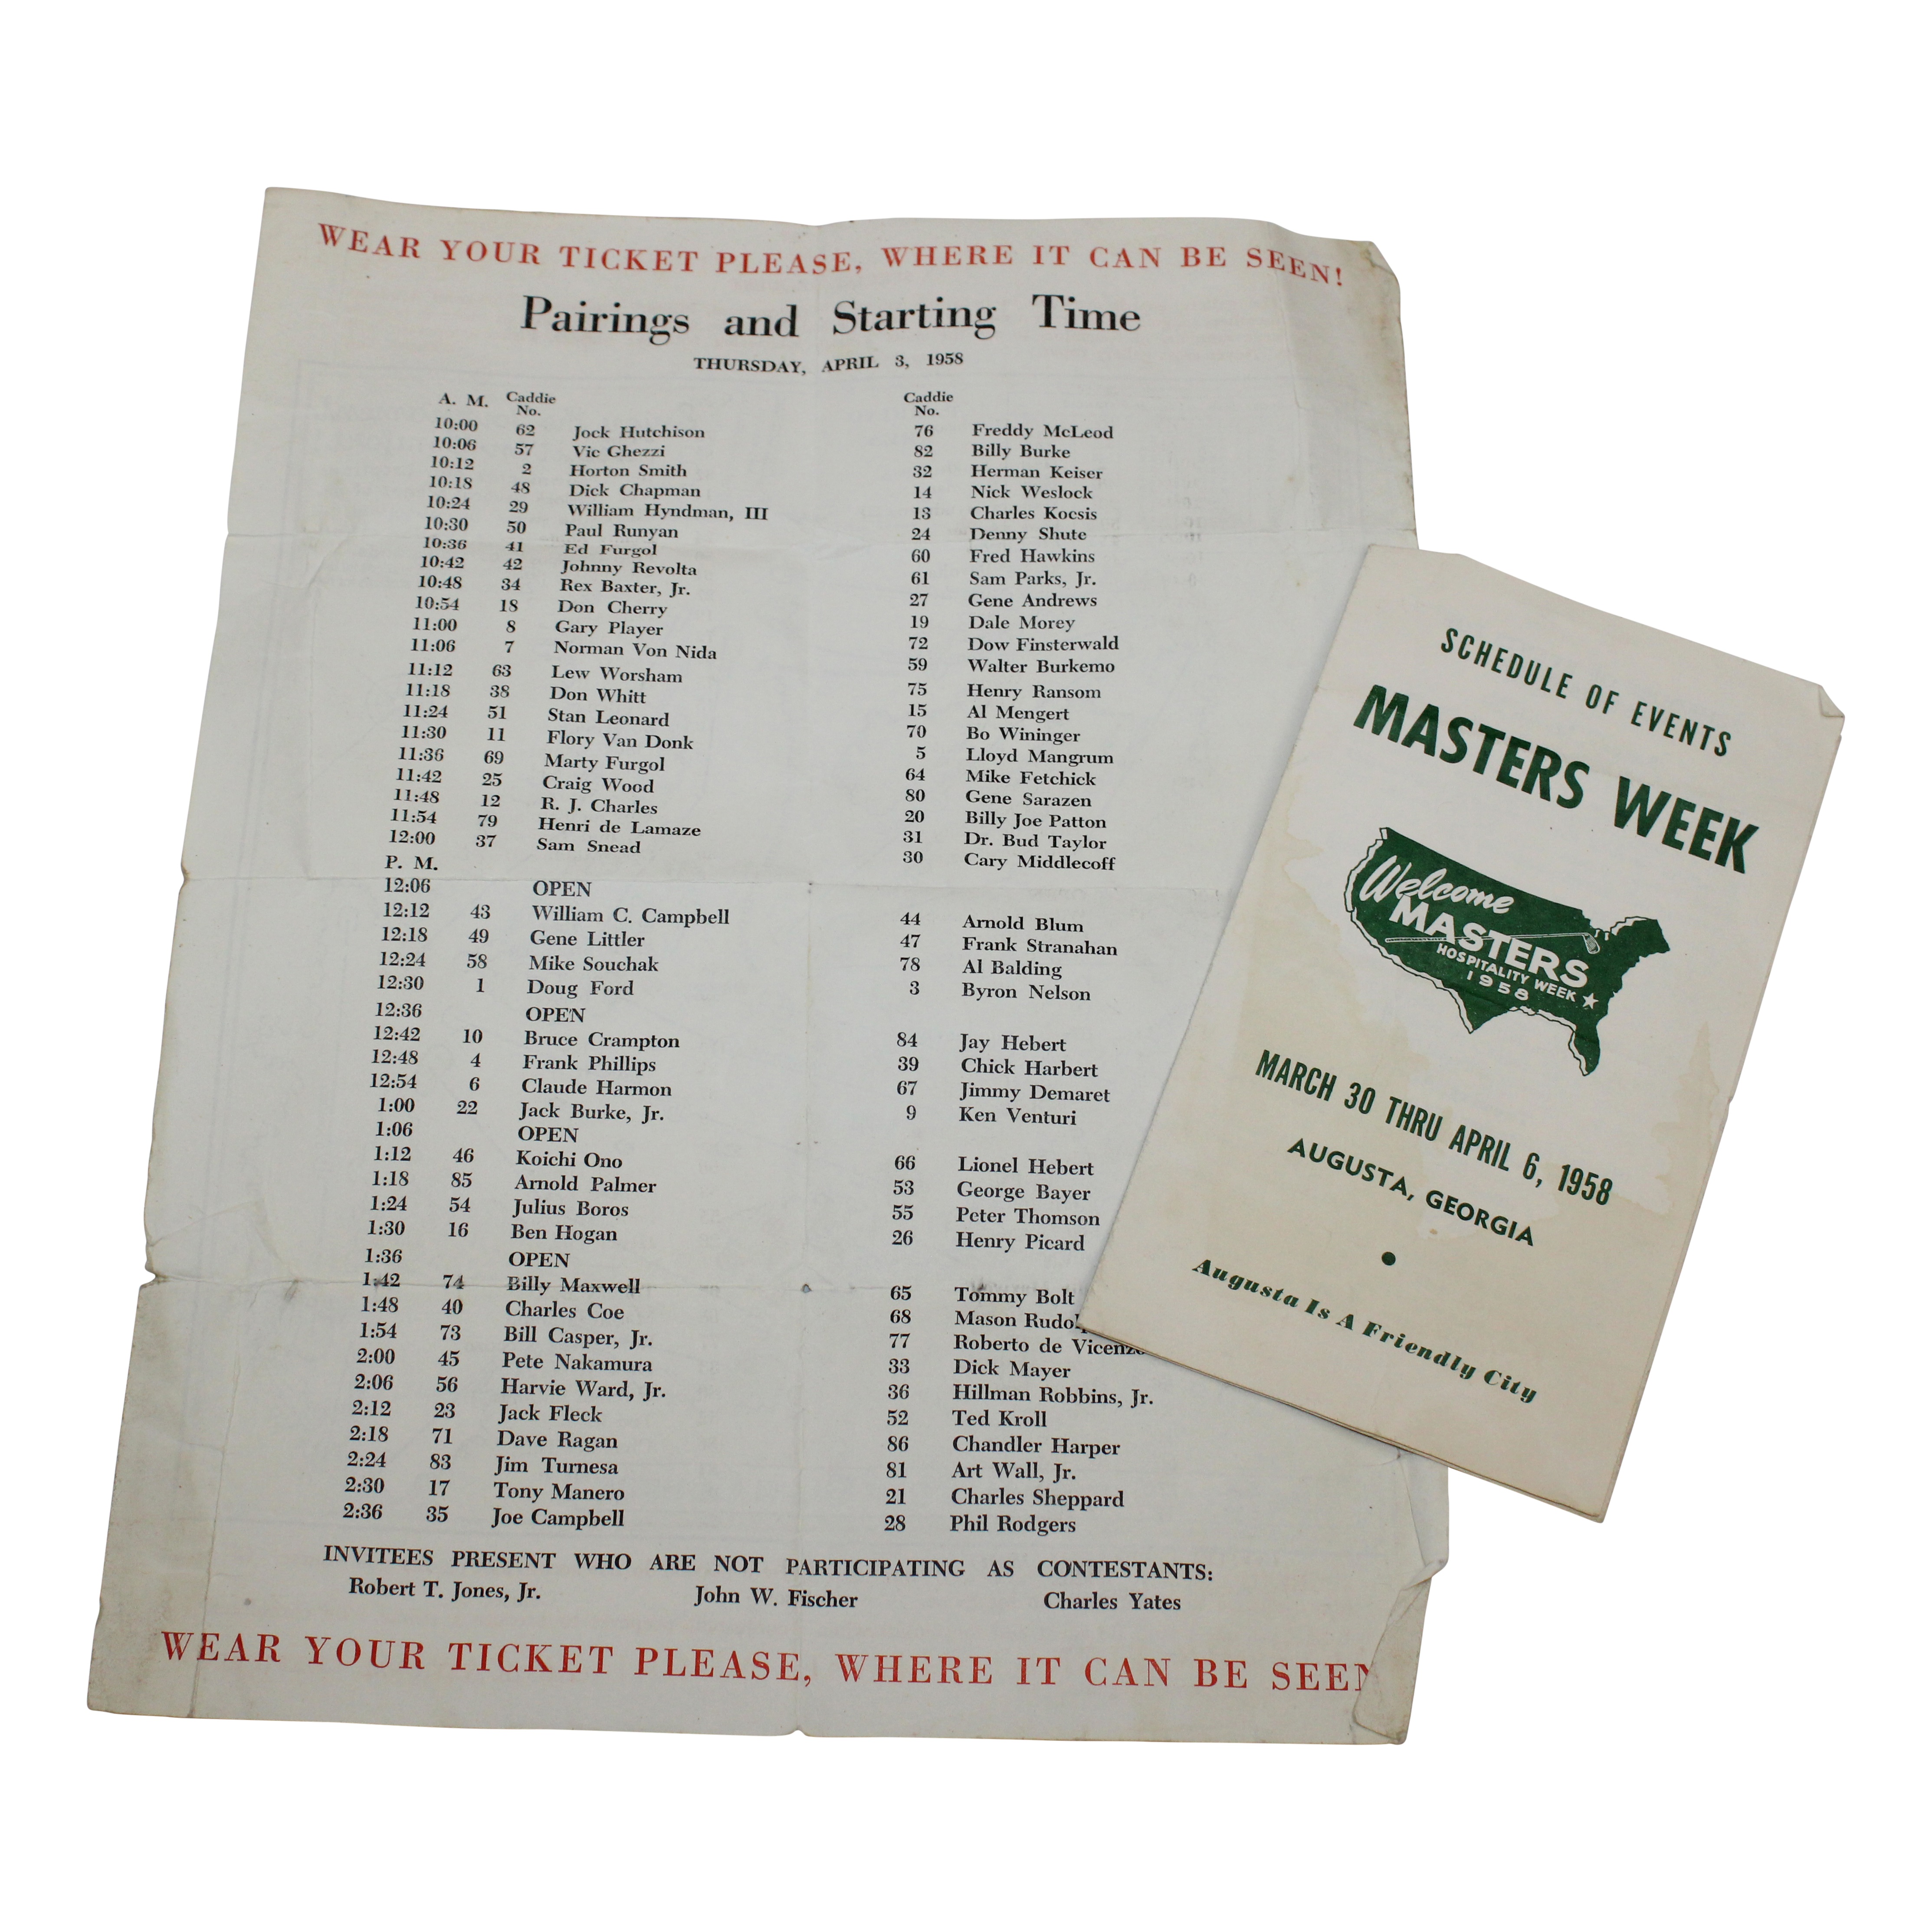 WEAR YOUR TICKET PLEASE, WHERE IT CAN BE SEEN!
Pairings and Starting Time
THURSDAY, APRIL 3, 1958
A. M. Caddie No. Caddie No.
10:00 62 Jock Hutchison 76 Freddy McLeod
10:06 57 Vic Ghezzi 82 Billy Burke
10:12 2 Horton Smith 32 Herman Keiser
10:18 48 Dick Chapman 14 Nick Weslock
10:24 29 William Hyndman, III 13 Charles Kocsis
10:30 50 Paul Runyan 24 Denny Shute
10:36 41 Ed Furgol 60 Fred Hawkins
10:42 42 Johnny Revolta 61 Sam Parks, Jr.
10:48 34 Rex Baxter, Jr. 27 Gene Andrews
10:54 18 Don Cherry 19 Dale Morey
11:00 8 Gary Player 72 Dow Finsterwald
11:06 7 Norman Von Nida 59 Walter Burkemo
11:12 63 Lew Worsham 75 Henry Ransom
11:18 38 Don Whitt 15 Al Mengert
11:24 51 Stan Leonard 70 Bo Wininger
11:30 11 Flory Van Donk 5 Lloyd Mangrum
11:36 69 Marty Furgol 64 Mike Fetchick
11:42 25 Craig Wood 80 Gene Sarazen
11:48 12 R. J. Charles 20 Billy Joe Patton
11:54 79 Henri de Lamaze 31 Dr. Bud Taylor
12:00 37 Sam Snead 30 Cary Middlecoff
P. M.
12:06 OPEN
12:12 43 William C. Campbell 44 Arnold Blum
12:18 49 Gene Littler 47 Frank Stranahan
12:24 58 Mike Souchak 78 Al Balding
12:30 1 Doug Ford 3 Byron Nelson
12:36 OPEN
12:42 10 Bruce Crampton 84 Jay Hebert
12:48 4 Frank Phillips 39 Chick Harbert
12:54 6 Claude Harmon 67 Jimmy Demaret
1:00 22 Jack Burke, Jr. 9 Ken Venturi
1:06 OPEN
1:12 46 Koichi Ono 66 Lionel Hebert
1:18 85 Arnold Palmer 53 George Bayer
1:24 54 Julius Boros 55 Peter Thomson
1:30 16 Ben Hogan 26 Henry Picard
1:36 OPEN
1:42 74 Billy Maxwell 65 Tommy Bolt
1:48 40 Charles Coe 68 Mason
1:54 73 Bill Casper, Jr. 77 Roberto de
2:00 45 Pete Nakamura 33 Dick Mayer
2:06 56 Harvie Ward, Jr. 36 Hillman Robbins, Jr.
2:12 23 Jack Fleck 52 Ted Kroll
2:18 71 Dave Ragan 86 Chandler Harper
2:24 83 Jim Turnesa 81 Art Wall, Jr.
2:30 17 Tony Manero 21 Charles Sheppard
2:36 35 Joe Campbell 28 Phil Rodgers
INVITEES PRESENT WHO ARE NOT PARTICIPATING AS CONTESTANTS:
Robert T. Jones, Jr. John W. Fischer Charles Yates
WEAR YOUR TICKET PLEASE, WHERE IT CAN BE SEEN
SCHEDULE OF EVENTS
MASTERS WEEK
Welcome
MASTERS
HOSPITALITY WEEK
1958
MARCH 30 THRU APRIL 6, 1958
AUGUSTA, GEORGIA
Augusta Is A Friendly City